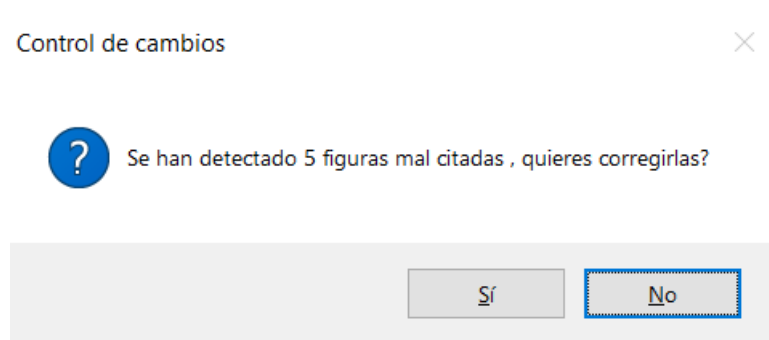 Control de cambios
?
Se han detectado 5 figuras mal citadas , quieres corregirlas?
Sí
No